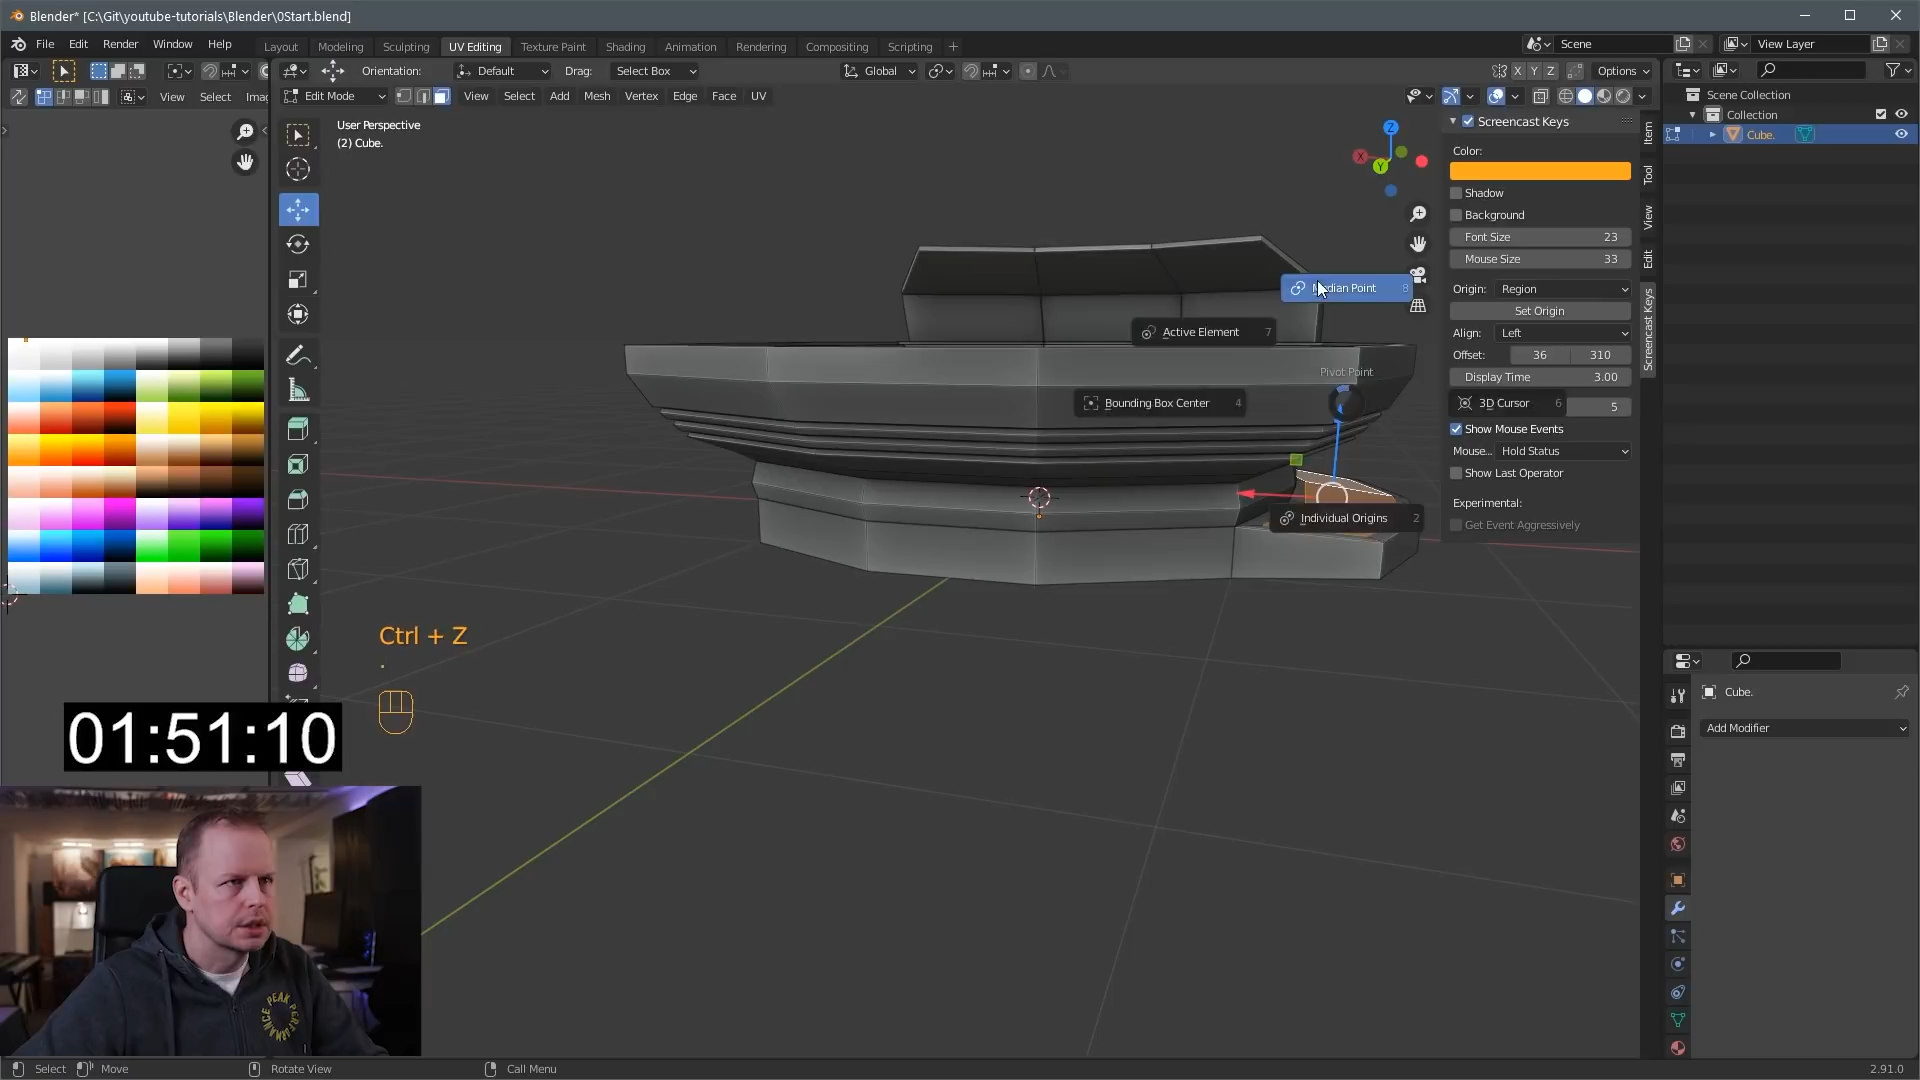 Blender* [C:\Git\youtube-tutorials\Blender\0Start.blend]
File Edit Render Window Help
Layout Modeling Sculpting UV Editing Texture Paint Shading Animation Rendering Compositing Scripting +
Scene
View Layer
Orientation: Default Drag: Select Box
Global
X Y Z Options
View Select Imag
Edit Mode View Select Add Mesh Vertex Edge Face UV
User Perspective
(2) Cube.
Z
X
Y
Median Point 8
Active Element 7
Pivot Point
Bounding Box Center 4
3D Cursor 6
Individual Origins 2
Screencast Keys
Color:
Shadow
Background
Font Size 23
Mouse Size 33
Origin: Region
Set Origin
Align: Left
Offset: 36 310
Display Time 3.00
5
Show Mouse Events
Mouse... Hold Status
Show Last Operator
Experimental:
Get Event Aggressively
Item
Tool
View
Edit
Screencast Keys
Scene Collection
Collection
Cube.
Cube.
Add Modifier
Ctrl + Z
.
01:51:10
PEAK
PERFORMANCE
Select Move Rotate View Call Menu
2.91.0